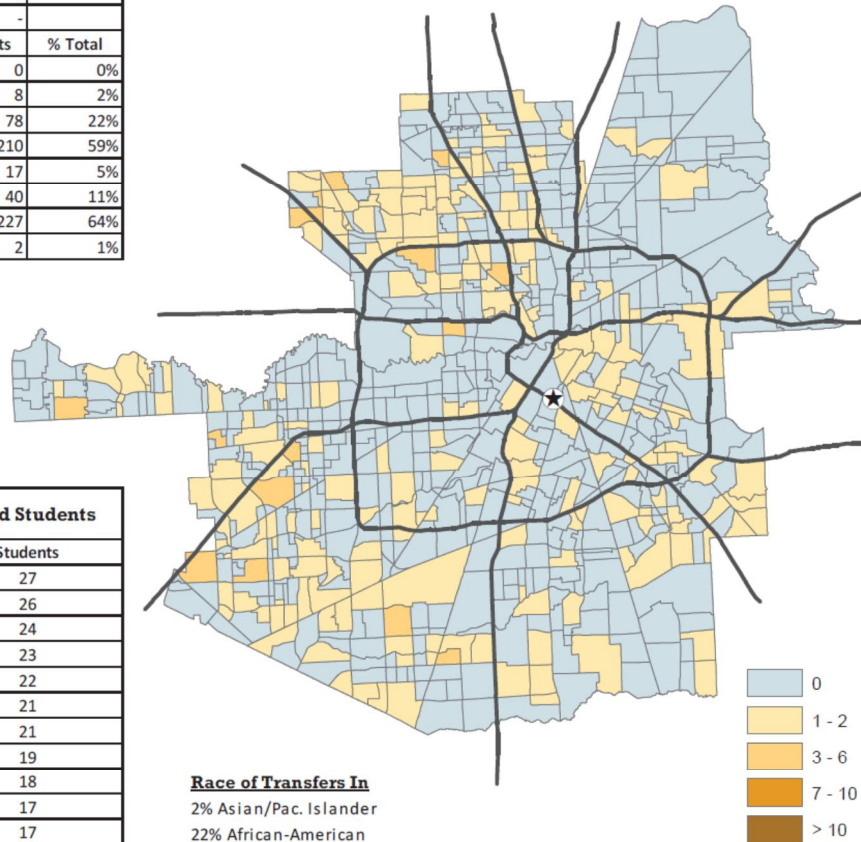 -
% Total
0 0%
8 2%
78 22%
210 59%
17 5%
40 11%
227 64%
2 1%
Students
27
26
24
23
22
21
21
19
18
17
17
Race of Transfers In
2% Asian/Pac. Islander
22% African-American
0
1 - 2
3 - 6
7 - 10
> 10